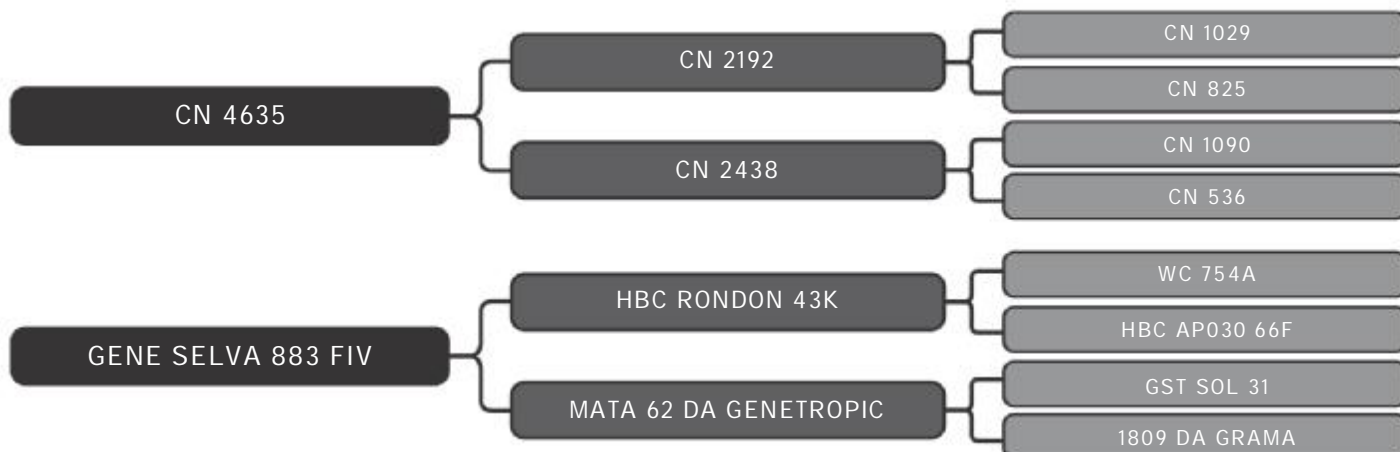 CN 4635
CN 2192
CN 1029
CN 825
CN 2438
CN 1090
CN 536
GENE SELVA 883 FIV
HBC RONDON 43K
WC 754A
HBC AP030 66F
MATA 62 DA GENETROPIC
GST SOL 31
1809 DA GRAMA